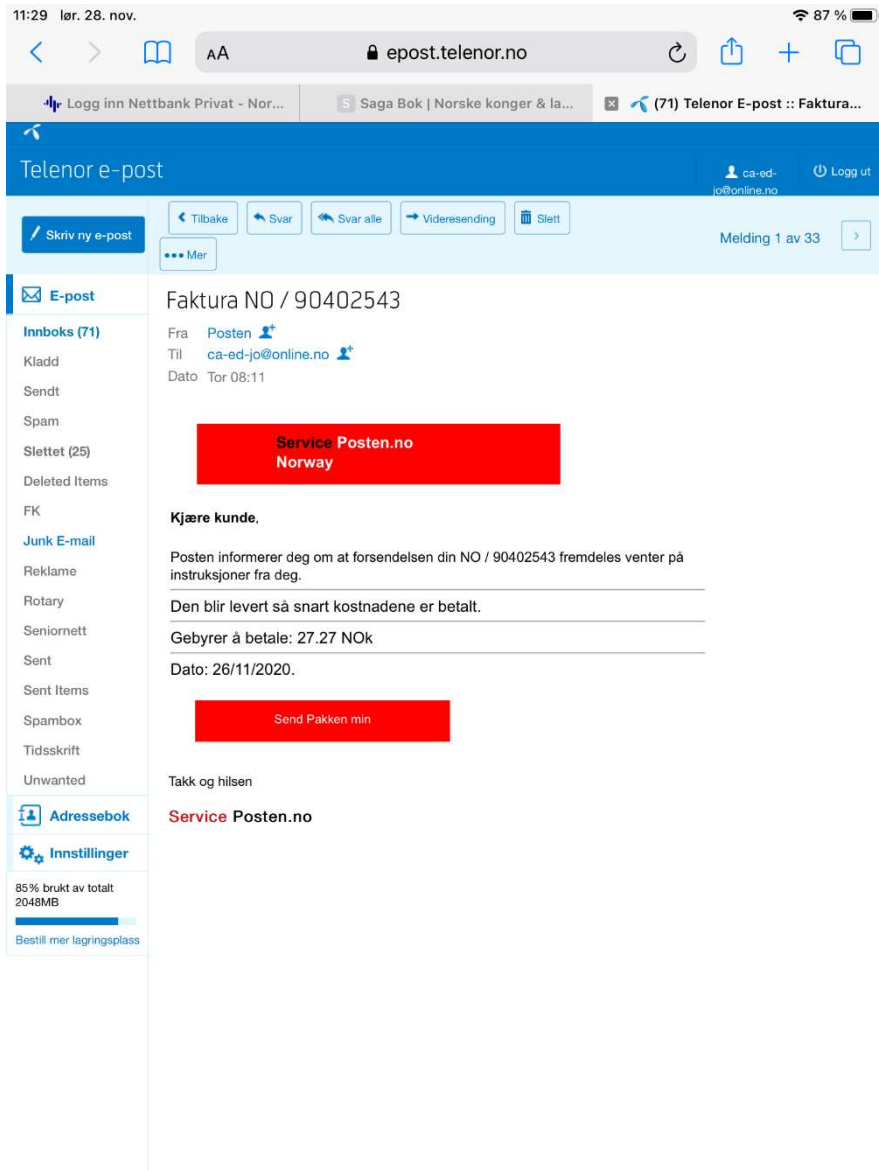 11:29 lør. 28. nov.
87 %
AA
epost.telenor.no
Logg inn Nettbank Privat - Nor...
S Saga Bok | Norske konger & la...
(71) Telenor E-post :: Faktura...
Telenor e-post
ca-ed-
jo@online.no
Logg ut
Skriv ny e-post
Tilbake
Svar
Svar alle
Videresending
Slett
Mer
Melding 1 av 33
E-post
Innboks (71)
Kladd
Sendt
Spam
Slettet (25)
Deleted Items
FK
Junk E-mail
Reklame
Rotary
Seniornett
Sent
Sent Items
Spambox
Tidsskrift
Unwanted
Adressebok
Innstillinger
85% brukt av totalt
2048MB
Bestill mer lagringsplass
Faktura NO / 90402543
Fra Posten
Til ca-ed-jo@online.no
Dato Tor 08:11
Service Posten.no
Norway
Kjære kunde,
Posten informerer deg om at forsendelsen din NO / 90402543 fremdeles venter på
instruksjoner fra deg.
Den blir levert så snart kostnadene er betalt.
Gebyrer å betale: 27.27 NOk
Dato: 26/11/2020.
Send Pakken min
Takk og hilsen
Service Posten.no